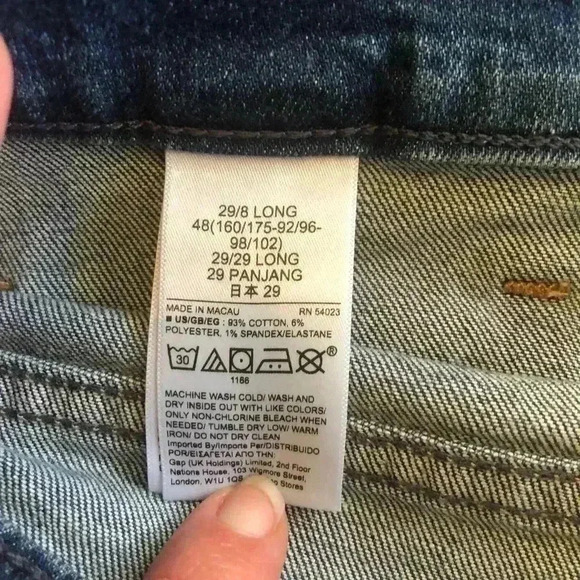 29/8 LONG
48(160/175-92/96-
98/102)
29/29 LONG
29 PANJANG
日本 29
MADE IN MACAU RN 54023
■ US/GB/EG : 93% COTTON, 6%
POLYESTER, 1% SPANDEX/ELASTANE
30 ®
1188
MACHINE WASH COLD/ WASH AND
DRY INSIDE OUT WITH LIKE COLORS/
ONLY NON-CHLORINE BLEACH WHEN
NEEDED/ TUMBLE DRY LOW/ WARM
IRON/ DO NOT DRY CLEAN
Imported By/Importe Par/DISTRIBUIDO
POR/ΕΙΣΑΓΕΤΑΙ ΑΠΟ ΤΗΝ:
Gap (UK Holdings) Limited, 2nd Floor
Nations House, 103 Wigmore Street,
London, W1U 1QS Stores